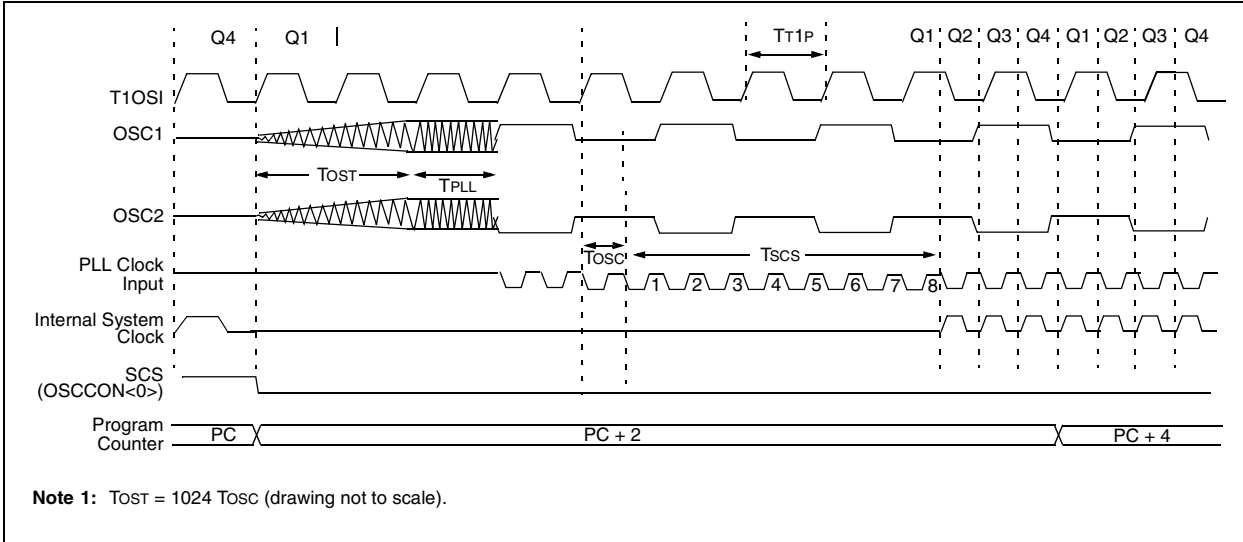 Q4 Q1 TT1P Q1 Q2 Q3 Q4 Q1 Q2 Q3 Q4
T1OSI
OSC1
TOST TPLL
OSC2
TOSC TSCS
PLL Clock
Input
1 2 3 4 5 6 7 8
Internal System
Clock
SCS
(OSCCON<0>)
Program
Counter
PC PC + 2 PC + 4
Note 1: TOST = 1024 TOSC (drawing not to scale).